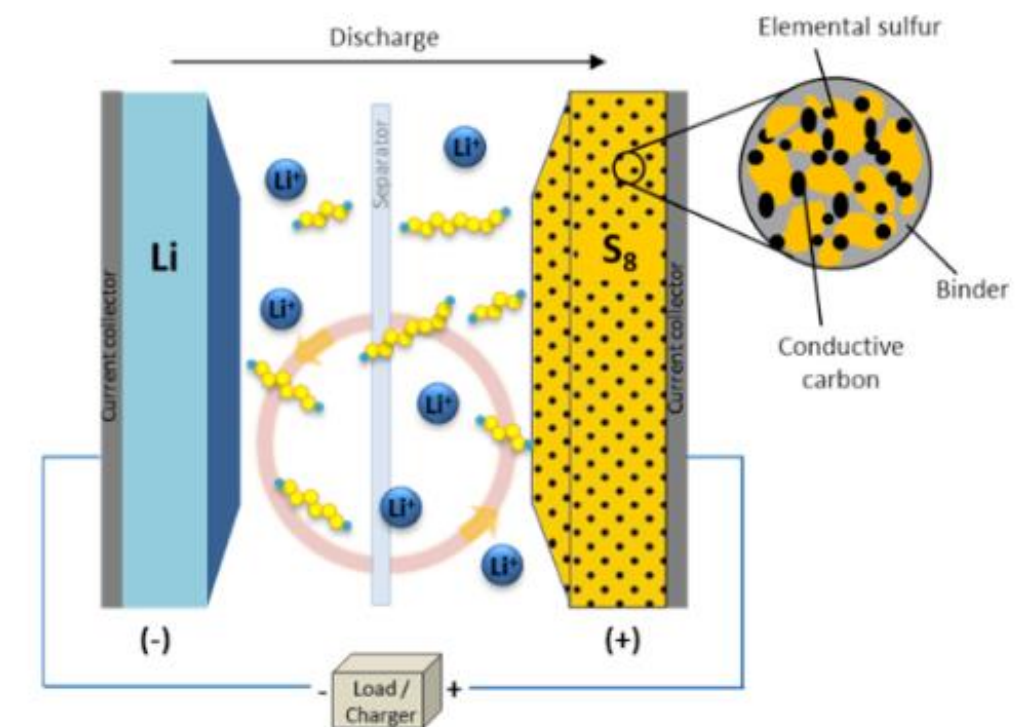 Discharge
Elemental sulfur
Separator
Li⁺
Li⁺
Li
S₈
Binder
Li⁺
Conductive
carbon
Current collector
Current collector
Li⁺
Li⁺
Li⁺
(-)
(+)
- Load / +
Charger